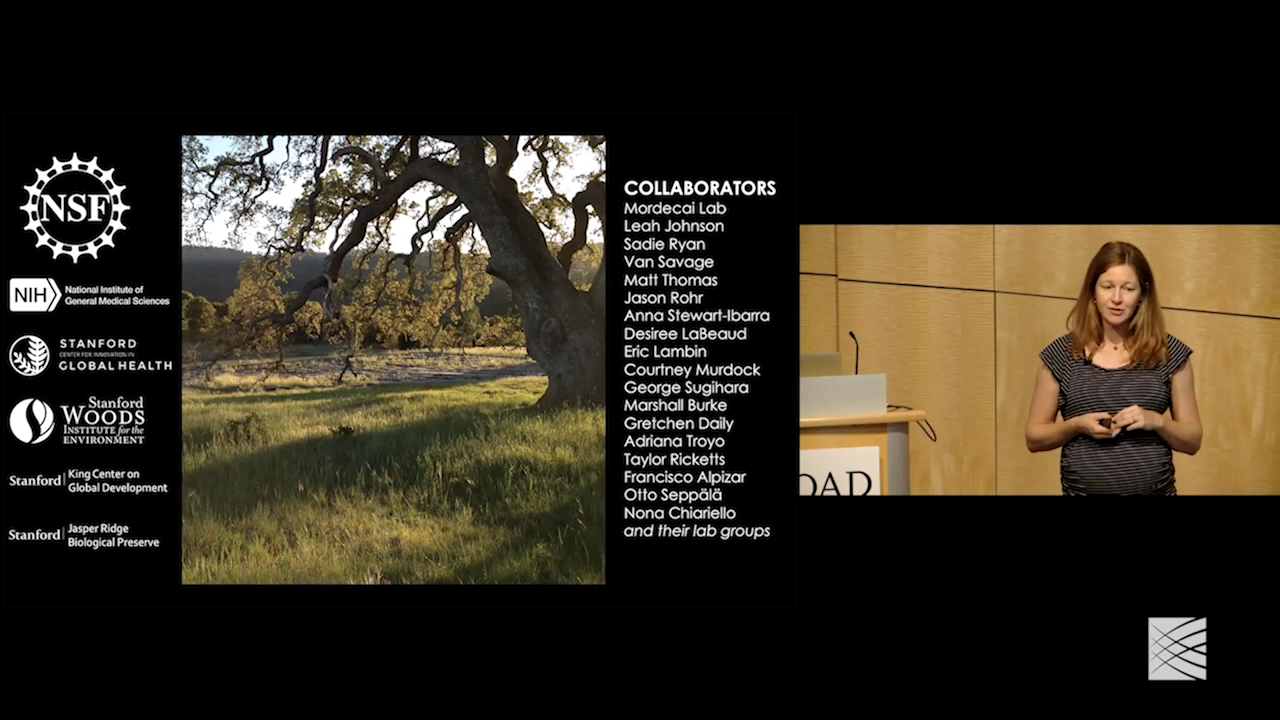 NSF
NIH
National Institute of
General Medical Sciences
STANFORD
CENTER FOR INNOVATION IN
GLOBAL HEALTH
Stanford
WOODS
INSTITUTE for the
ENVIRONMENT
Stanford
King Center on
Global Development
Stanford
Jasper Ridge
Biological Preserve
COLLABORATORS
Mordecai Lab
Leah Johnson
Sadie Ryan
Van Savage
Matt Thomas
Jason Rohr
Anna Stewart-Ibarra
Desiree LaBeaud
Eric Lambin
Courtney Murdock
George Sugihara
Marshall Burke
Gretchen Daily
Adriana Troyo
Taylor Ricketts
Francisco Alpizar
Otto Seppälä
Nona Chiariello
and their lab groups
OAD